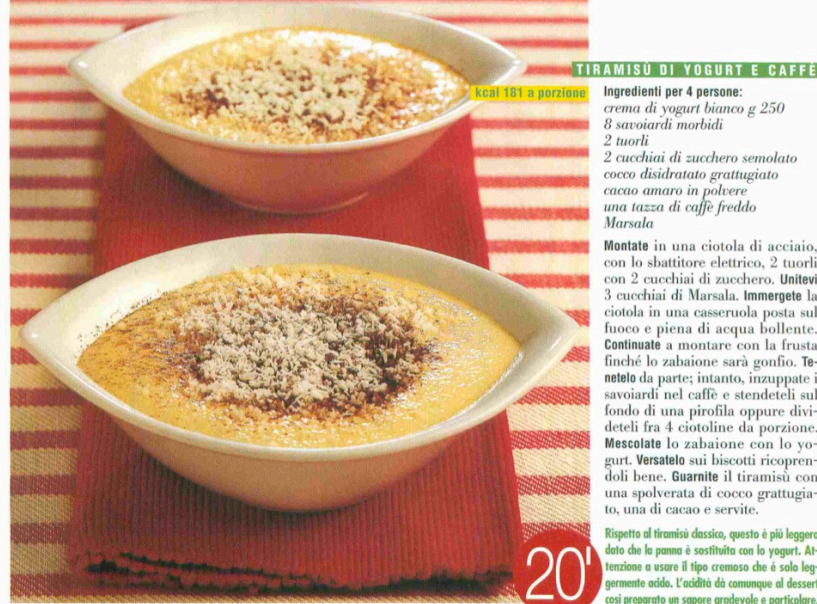 TIRAMISÙ DI YOGURT E CAFFÈ
kcal 181 a porzione
Ingredienti per 4 persone:
crema di yogurt bianco g 250
8 savoiardi morbidi
2 tuorli
2 cucchiai di zucchero semolato
cocco disidratato grattugiato
cacao amaro in polvere
una tazza di caffè freddo
Marsala
Montate in una ciotola di acciaio,
con lo sbattitore elettrico, 2 tuorli
con 2 cucchiai di zucchero. Unitevi
3 cucchiai di Marsala. Immergete la
ciotola in una casseruola posta sul
fuoco e piena di acqua bollente.
Continuate a montare con la frusta
finché lo zabaione sarà gonfio. Te-
netelo da parte; intanto, inzuppate i
savoiardi nel caffè e stendeteli sul
fondo di una pirofila oppure divi-
deteli fra 4 ciotoline da porzione.
Mescolate lo zabaione con lo yo-
gurt. Versatelo sui biscotti ricopren-
doli bene. Guarnite il tiramisù con
una spolverata di cocco grattugia-
to, una di cacao e servite.
Rispetto al tiramisù classico, questo è più leggero
dato che la panna è sostituita con lo yogurt. At-
tenzione a usare il tipo cremoso che è solo leg-
germente acido. L'acidità dà comunque al dessert
così preparato un sapore gradevole e particolare.
20'